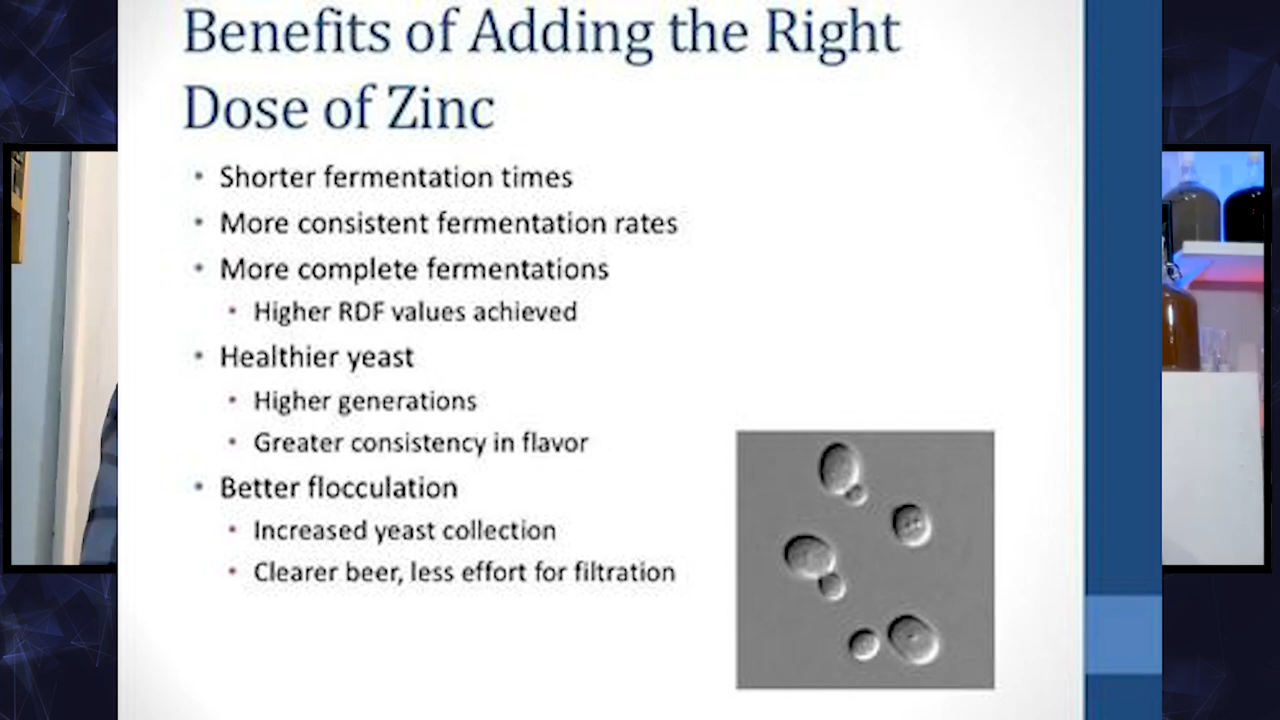 Benefits of Adding the Right
Dose of Zinc
• Shorter fermentation times
• More consistent fermentation rates
• More complete fermentations
• Higher RDF values achieved
• Healthier yeast
• Higher generations
• Greater consistency in flavor
• Better flocculation
• Increased yeast collection
• Clearer beer, less effort for filtration